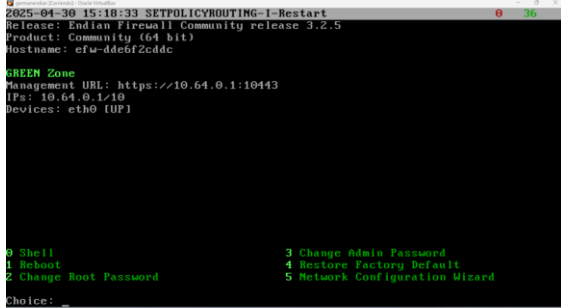 2025-04-30 15:18:33 SETPOLICYROUTING-I-Restart 0 36
Release: Endian Firewall Community release 3.2.5
Product: Community (64 bit)
Hostname: efw-dde6f2cddc
GREEN Zone
Management URL: https://10.64.0.1:10443
IPs: 10.64.0.1/10
Devices: eth0 [UP]
0 Shell 3 Change Admin Password
1 Reboot 4 Restore Factory Default
2 Change Root Password 5 Network Configuration Wizard
Choice: _